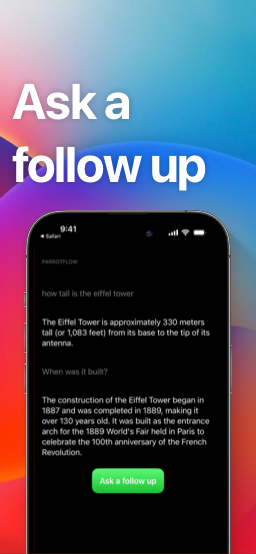 Ask a
follow up
9:41
◀ Safari
PARROTFLOW
how tall is the eiffel tower
The Eiffel Tower is approximately 330 meters
tall (or 1,083 feet) from its base to the tip of its
antenna.
When was it built?
The construction of the Eiffel Tower began in
1887 and was completed in 1889, making it
over 130 years old. It was built as the entrance
arch for the 1889 World's Fair held in Paris to
celebrate the 100th anniversary of the French
Revolution.
Ask a follow up